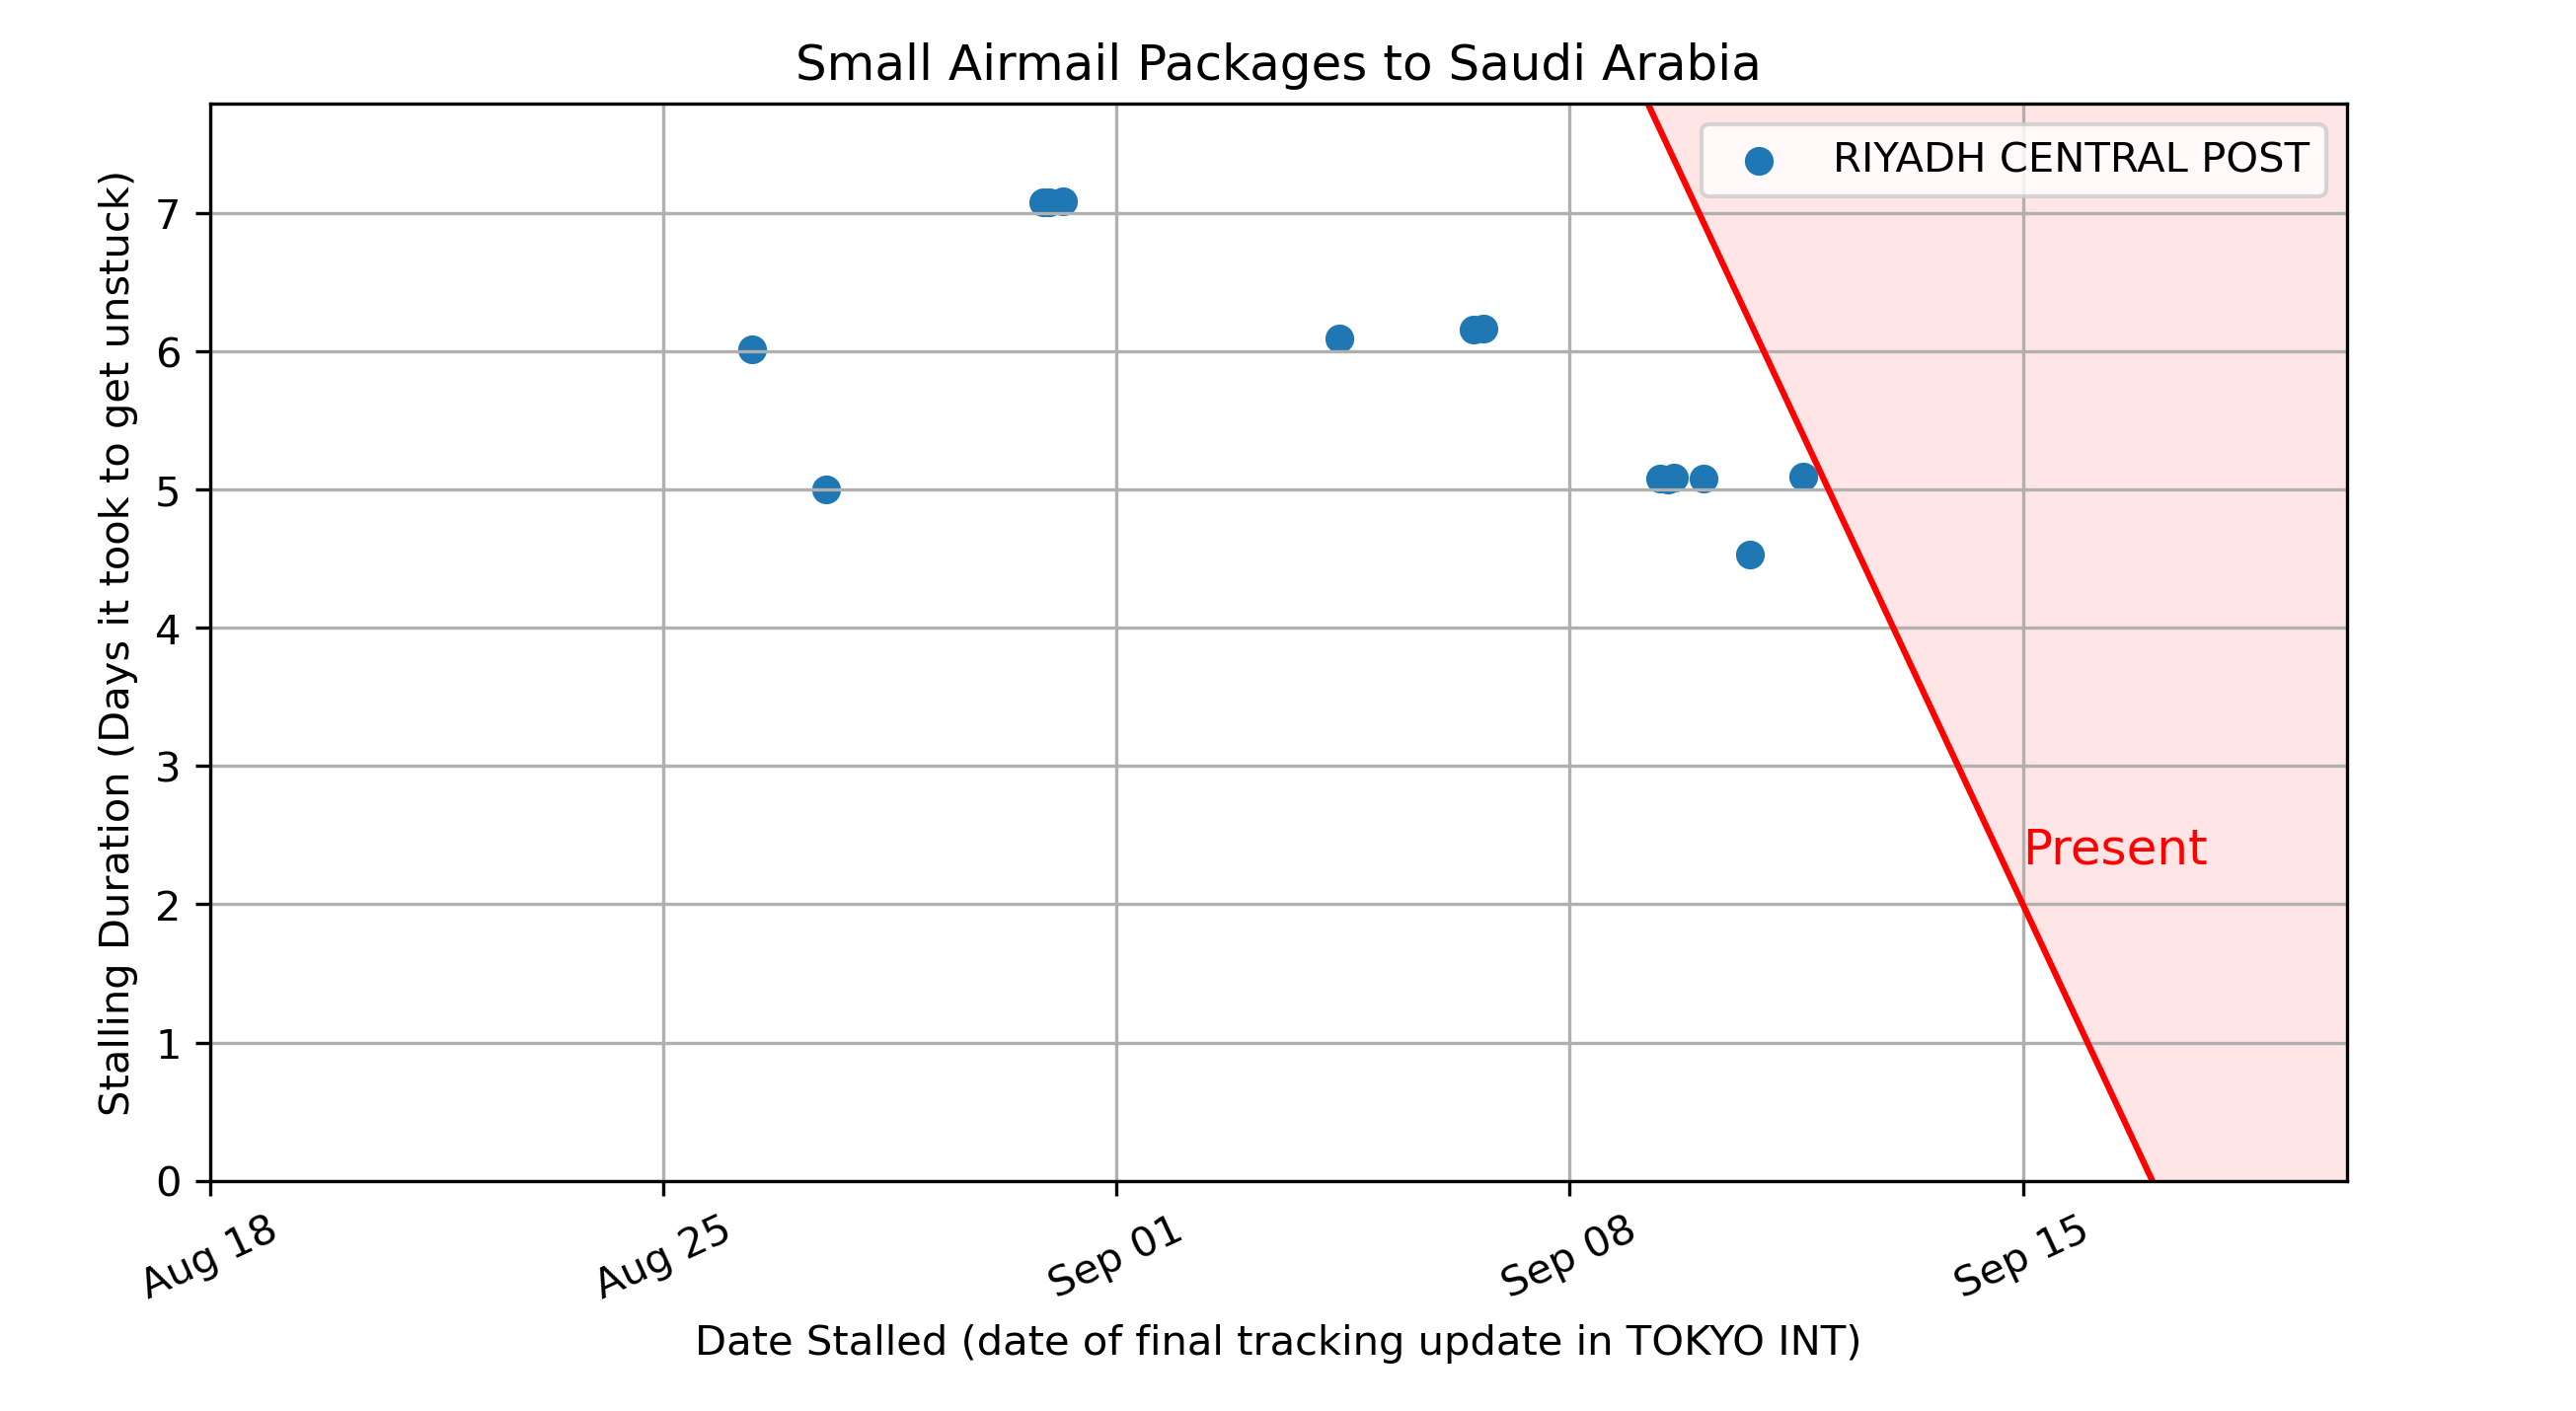 Small Airmail Packages to Saudi Arabia
RIYADH CENTRAL POST
Stalling Duration (Days it took to get unstuck)
7
6
5
4
3
2
1
0
Present
Aug 18
Aug 25
Sep 01
Sep 08
Sep 15
Date Stalled (date of final tracking update in TOKYO INT)